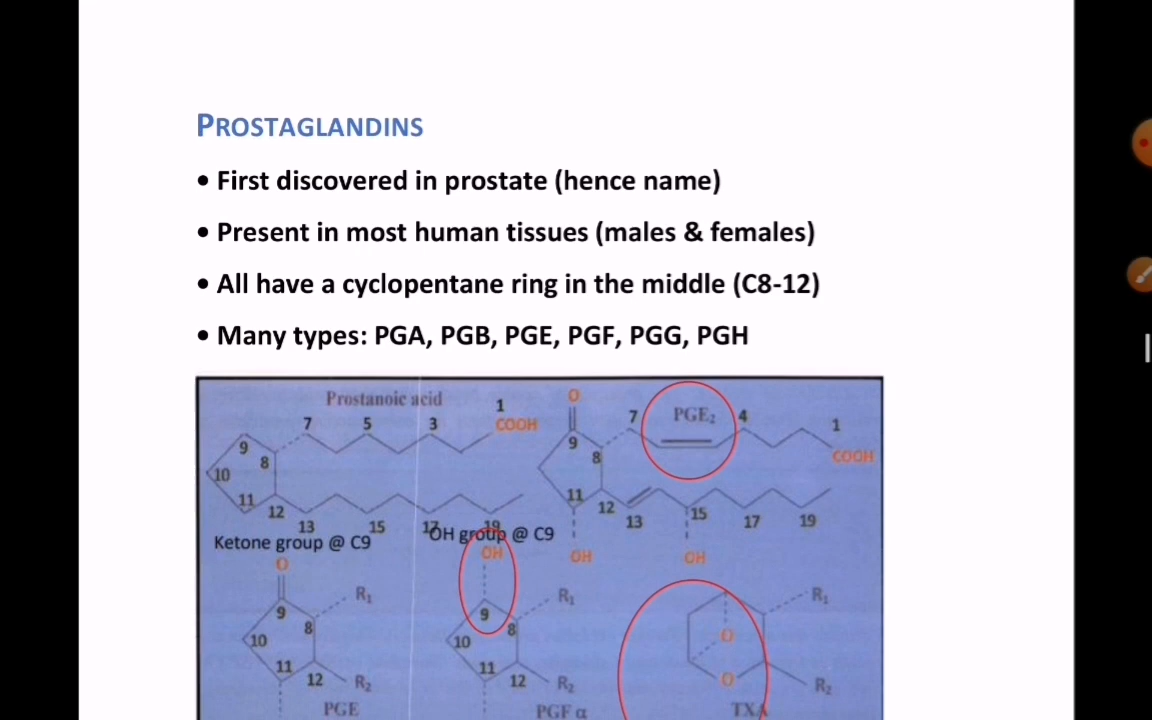 PROSTAGLANDINS
• First discovered in prostate (hence name)
• Present in most human tissues (males & females)
• All have a cyclopentane ring in the middle (C8-12)
• Many types: PGA, PGB, PGE, PGF, PGG, PGH
Prostanoic acid
1
COOH
7
5
3
9
8
10
11
12
13
15
17
19
O
PGE₂
7
4
1
COOH
9
8
11
12
13
15
17
19
OH
OH
Ketone group @ C9
OH group @ C9
O
R₁
9
8
10
11
12
R₂
PGE
OH
R₁
9
8
10
11
12
R₂
PGF α
R₁
O
O
R₂
TXA